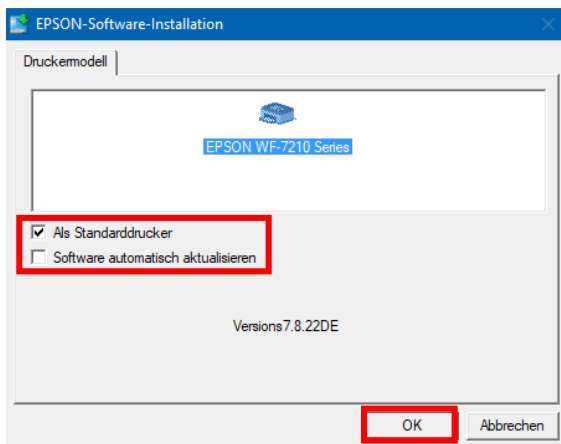 EPSON-Software-Installation
Druckermodell
EPSON WF-7210 Series
Als Standarddrucker
Software automatisch aktualisieren
Versions7.8.22DE
OK Abbrechen